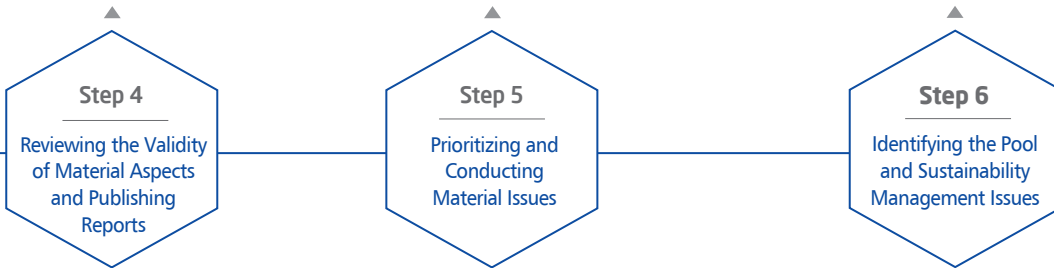 Step 4
Reviewing the Validity
of Material Aspects
and Publishing
Reports
Step 5
Prioritizing and
Conducting
Material Issues
Step 6
Identifying the Pool
and Sustainability
Management Issues